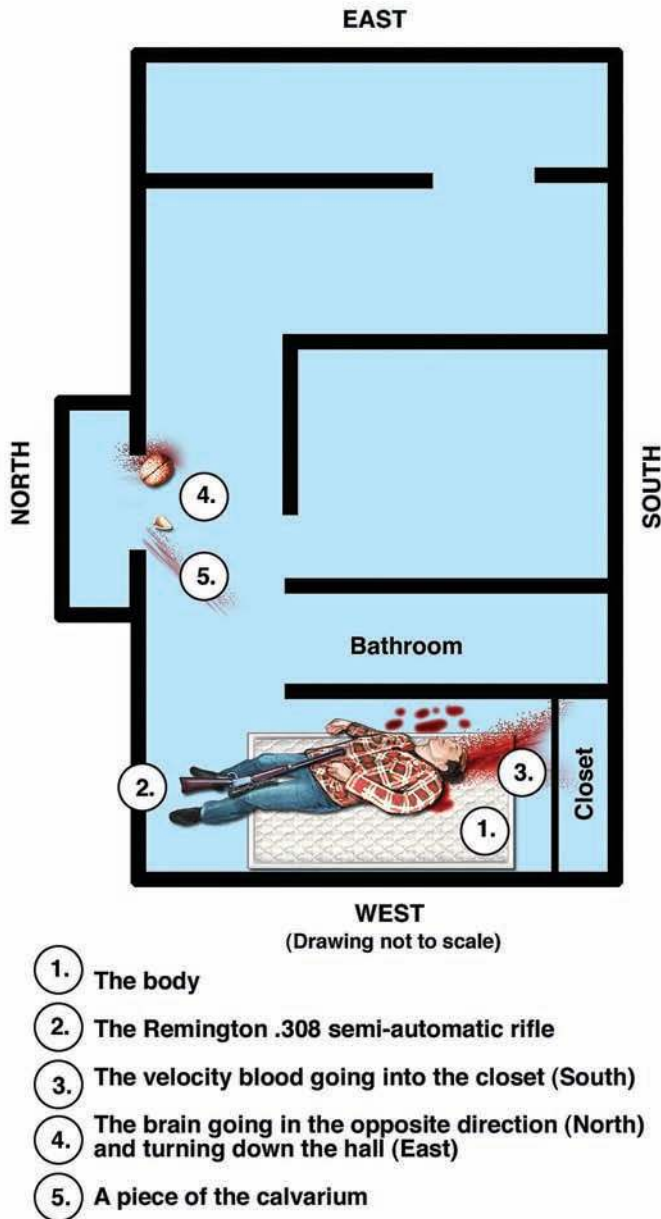 EAST
NORTH
SOUTH
4.
5.
Bathroom
2.
3.
Closet
1.
WEST
(Drawing not to scale)
1. The body
2. The Remington .308 semi-automatic rifle
3. The velocity blood going into the closet (South)
4. The brain going in the opposite direction (North)
and turning down the hall (East)
5. A piece of the calvarium